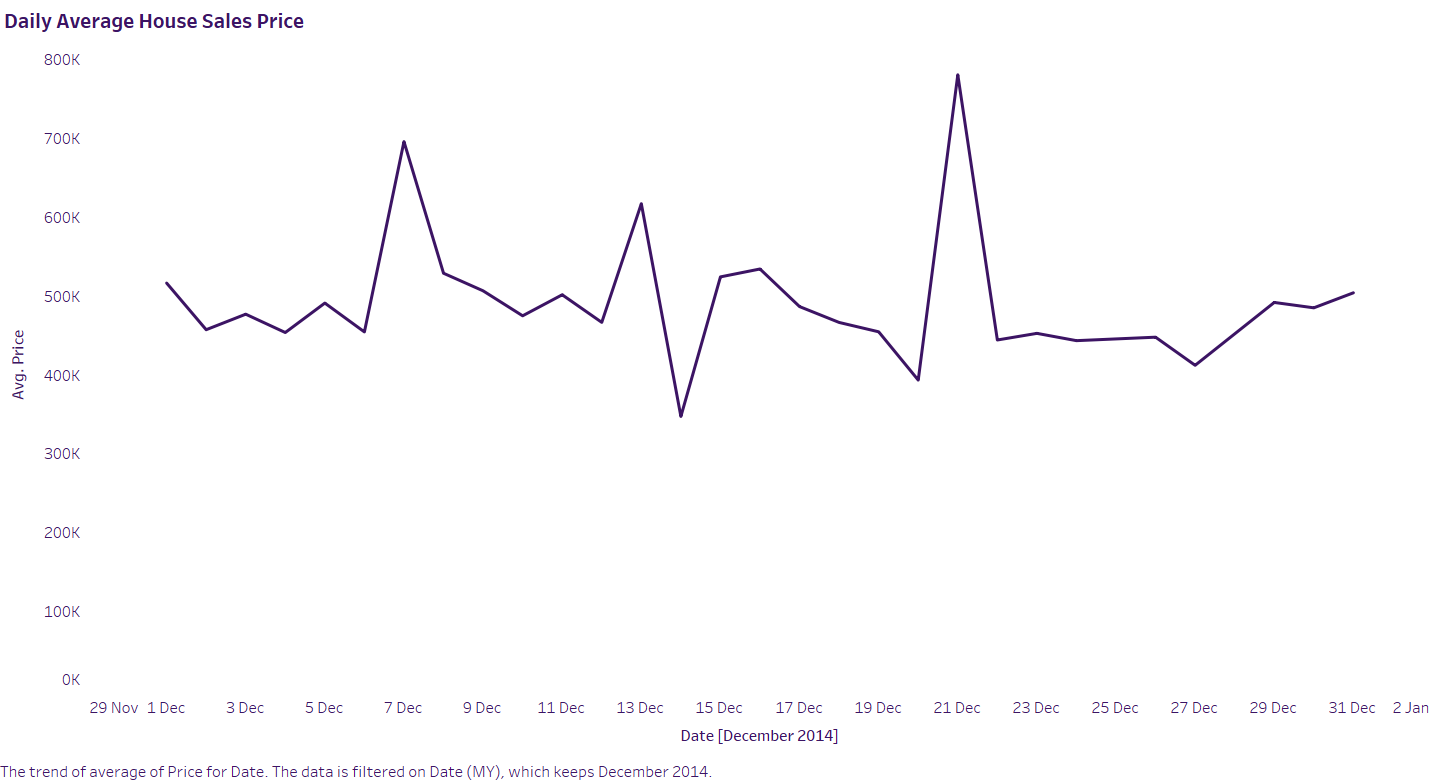 Daily Average House Sales Price
800K
700K
600K
500K
400K
300K
200K
100K
0K
Avg. Price
29 Nov 1 Dec 3 Dec 5 Dec 7 Dec 9 Dec 11 Dec 13 Dec 15 Dec 17 Dec 19 Dec 21 Dec 23 Dec 25 Dec 27 Dec 29 Dec 31 Dec 2 Jan
Date [December 2014]
The trend of average of Price for Date. The data is filtered on Date (MY), which keeps December 2014.